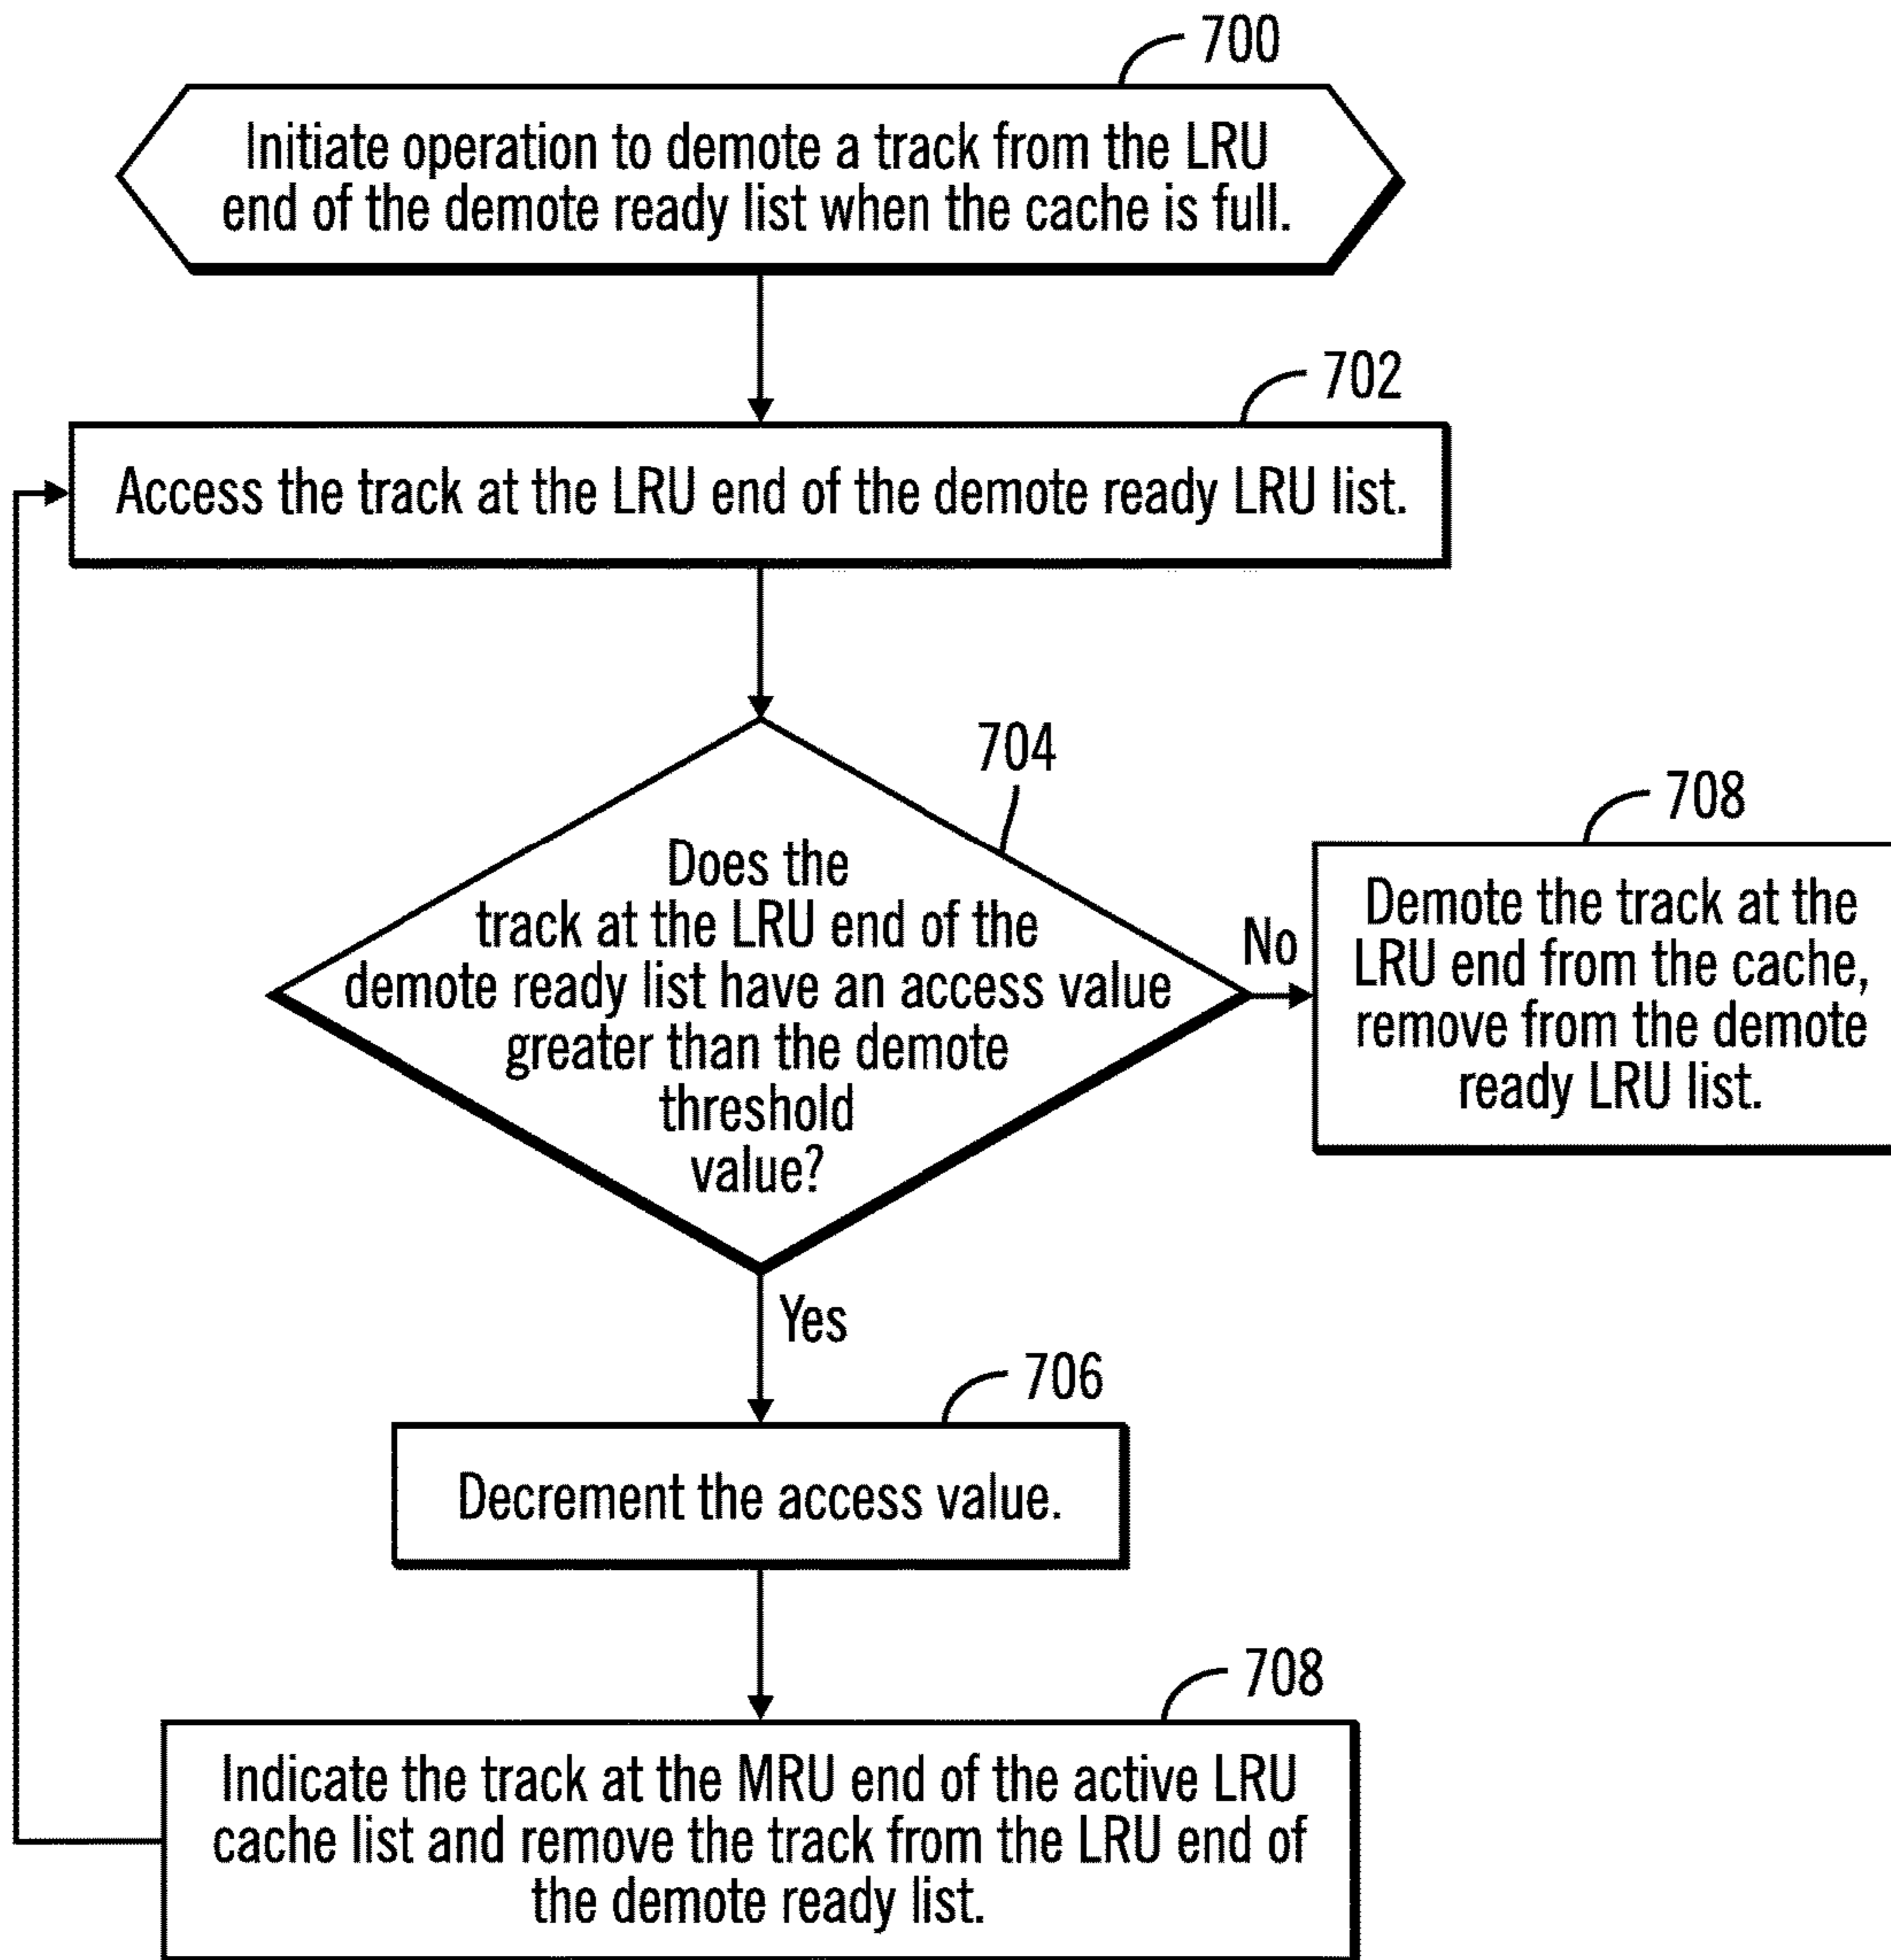 700
Initiate operation to demote a track from the LRU
end of the demote ready list when the cache is full.
702
Access the track at the LRU end of the demote ready LRU list.
704
Does the
track at the LRU end of the
demote ready list have an access value
greater than the demote
threshold
value?
No
708
Demote the track at the
LRU end from the cache,
remove from the demote
ready LRU list.
Yes
706
Decrement the access value.
708
Indicate the track at the MRU end of the active LRU
cache list and remove the track from the LRU end of
the demote ready list.